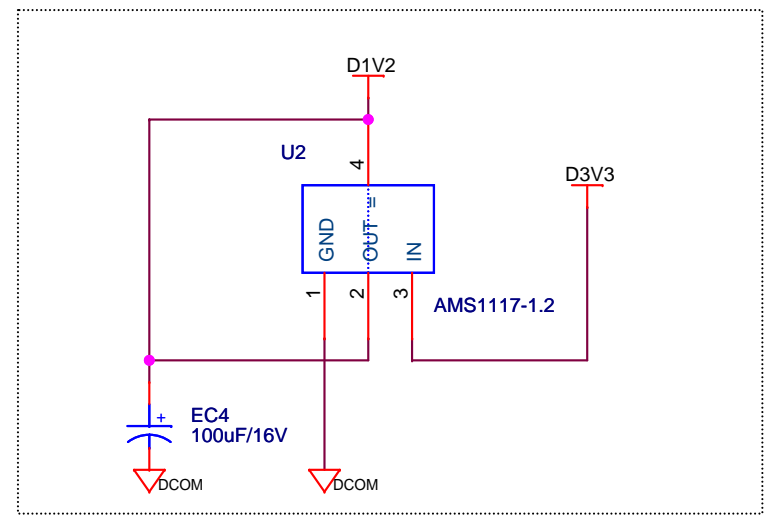 D1V2
U2
4
D3V3
=
GND
OUT
IN
1
2
3
AMS1117-1.2
+
EC4
100uF/16V
DCOM
DCOM